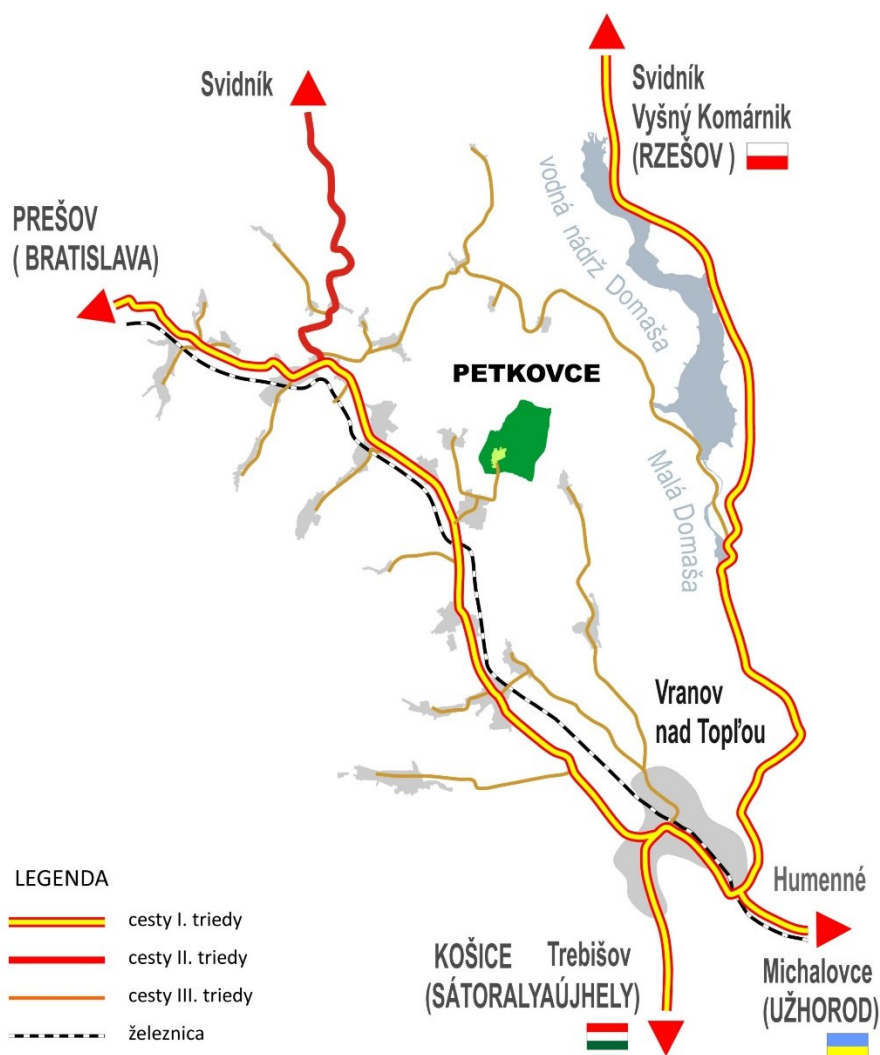 Svidník
Svidník
Vyšný Komárnik
(RZEŠOV )
PREŠOV
( BRATISLAVA)
vodná nádrž Domaša
PETKOVCE
Malá Domaša
Vranov
nad Topľou
Humenné
LEGENDA
cesty I. triedy
cesty II. triedy
cesty III. triedy
železnica
KOŠICE Trebišov
(SÁTORALYAÚJHELY)
Michalovce
(UŽHOROD)